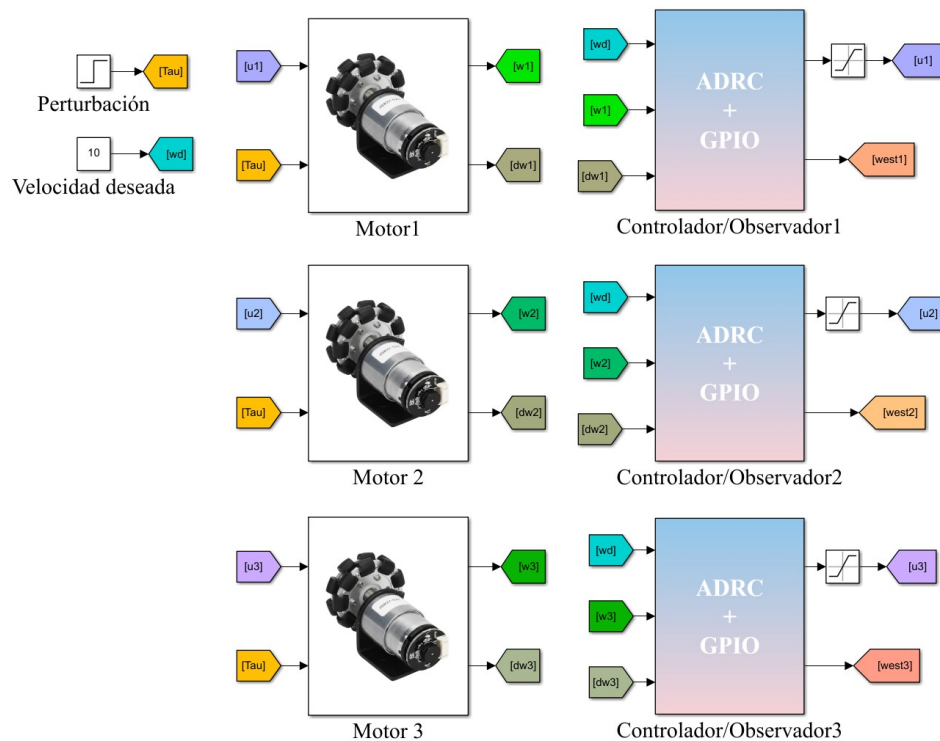 [Tau]
Perturbación
10
[wd]
Velocidad deseada
[u1]
[Tau]
[w1]
[dw1]
Motor1
[wd]
[w1]
[dw1]
ADRC
+
GPIO
[u1]
[west1]
Controlador/Observador1
[u2]
[Tau]
[w2]
[dw2]
Motor 2
[wd]
[w2]
[dw2]
ADRC
+
GPIO
[u2]
[west2]
Controlador/Observador2
[u3]
[Tau]
[w3]
[dw3]
Motor 3
[wd]
[w3]
[dw3]
ADRC
+
GPIO
[u3]
[west3]
Controlador/Observador3